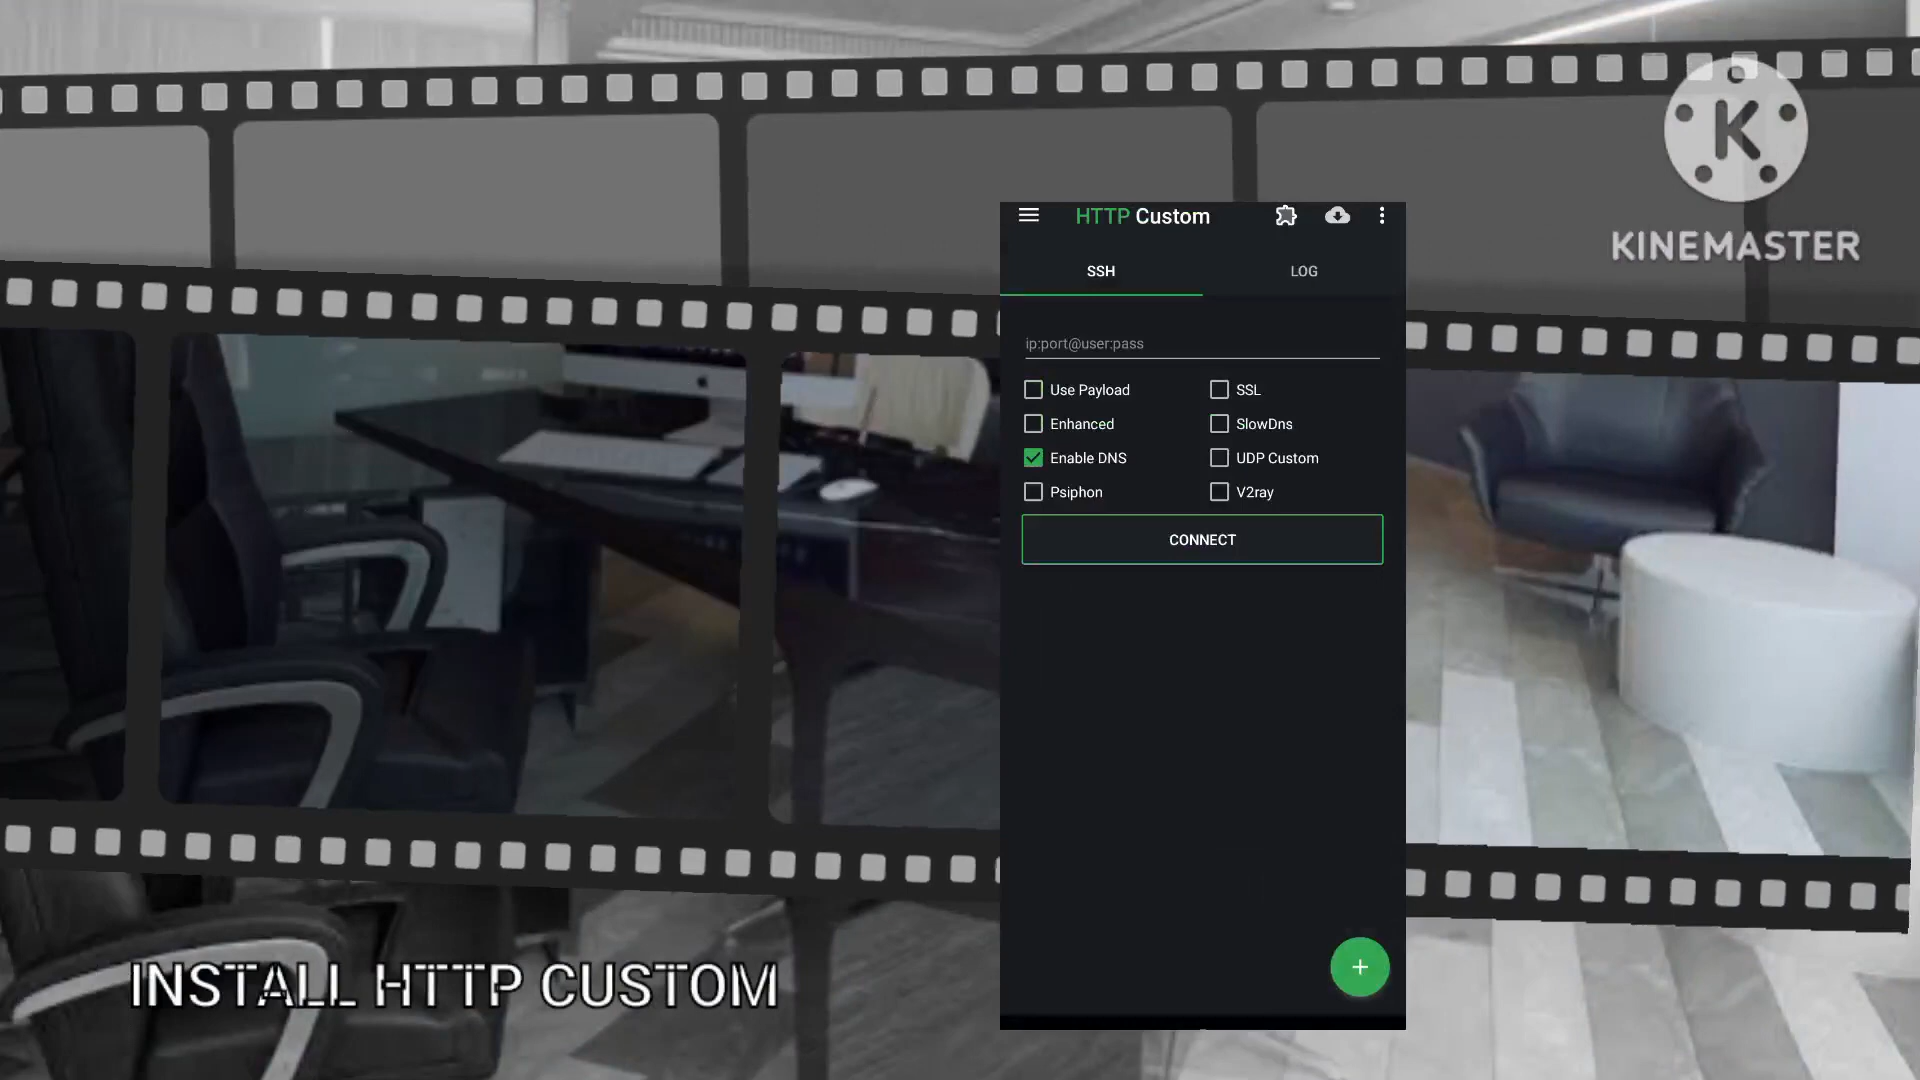 KINEMASTER
HTTP Custom
SSH
LOG
ip:port@user:pass
Use Payload
SSL
Enhanced
SlowDns
Enable DNS
UDP Custom
Psiphon
V2ray
CONNECT
INSTALL HTTP CUSTOM